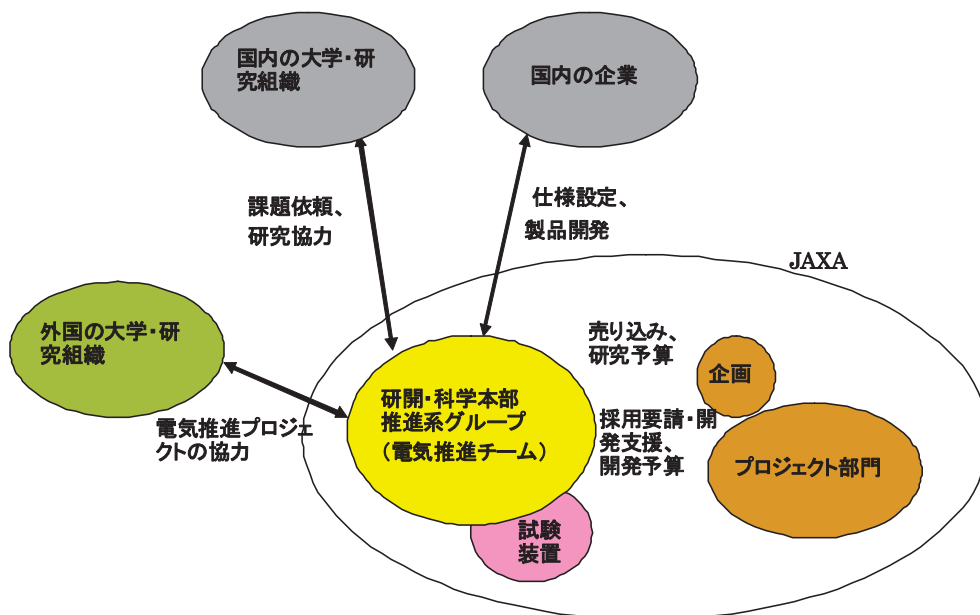 国内の大学・研
究組織
国内の企業
課題依頼、
研究協力
仕様設定、
製品開発
JAXA
外国の大学・研
究組織
電気推進プロジェ
クトの協力
研開・科学本部
推進系グループ
（電気推進チーム）
売り込み、
研究予算
企画
採用要請・開
発支援、
開発予算
プロジェクト部門
試験
装置